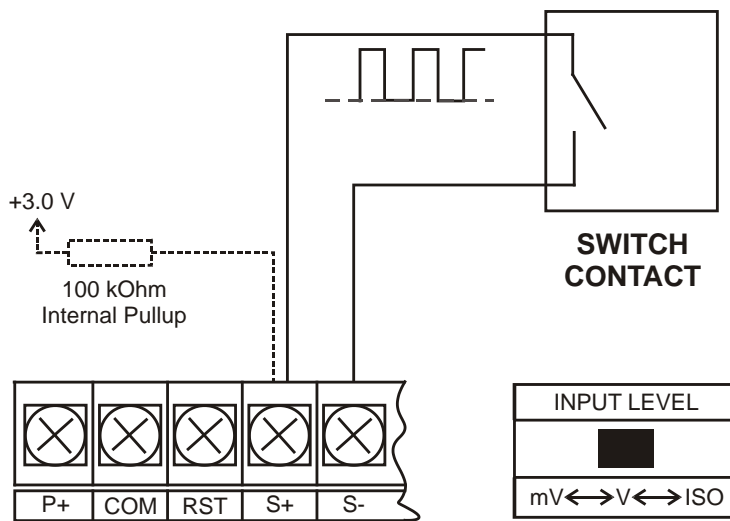 +3.0 V
100 kOhm
Internal Pullup
SWITCH
CONTACT
P+ COM RST S+ S-
INPUT LEVEL
mV↔V↔ISO